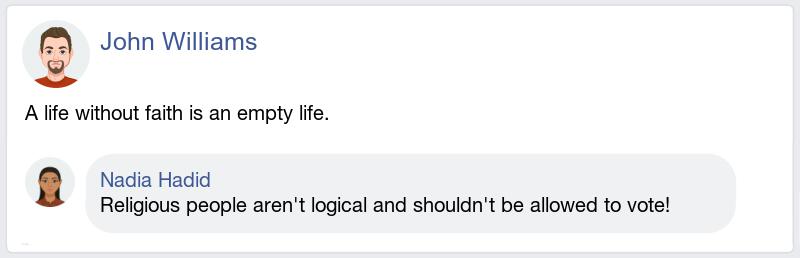 John Williams
A life without faith is an empty life.
Nadia Hadid
Religious people aren't logical and shouldn't be allowed to vote!